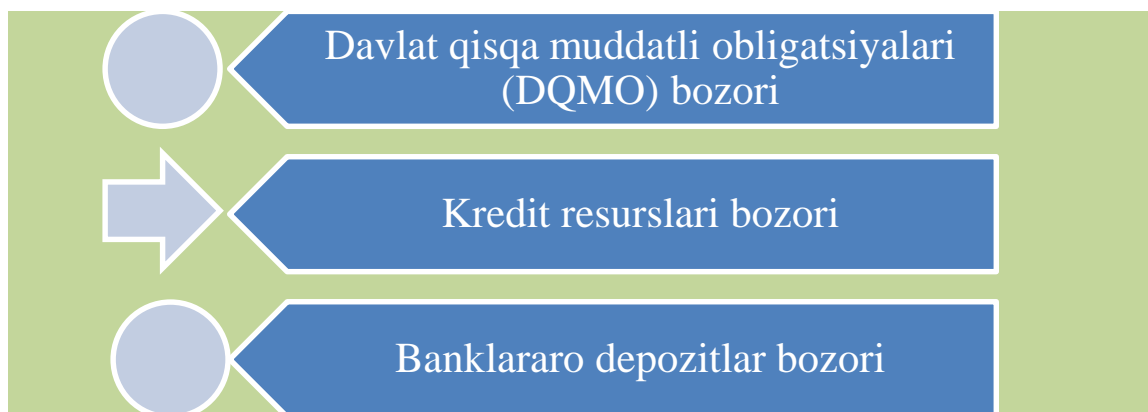 Davlat qisqa muddatli obligatsiyalari
(DQMO) bozori
Kredit resurslari bozori
Banklararo depozitlar bozori